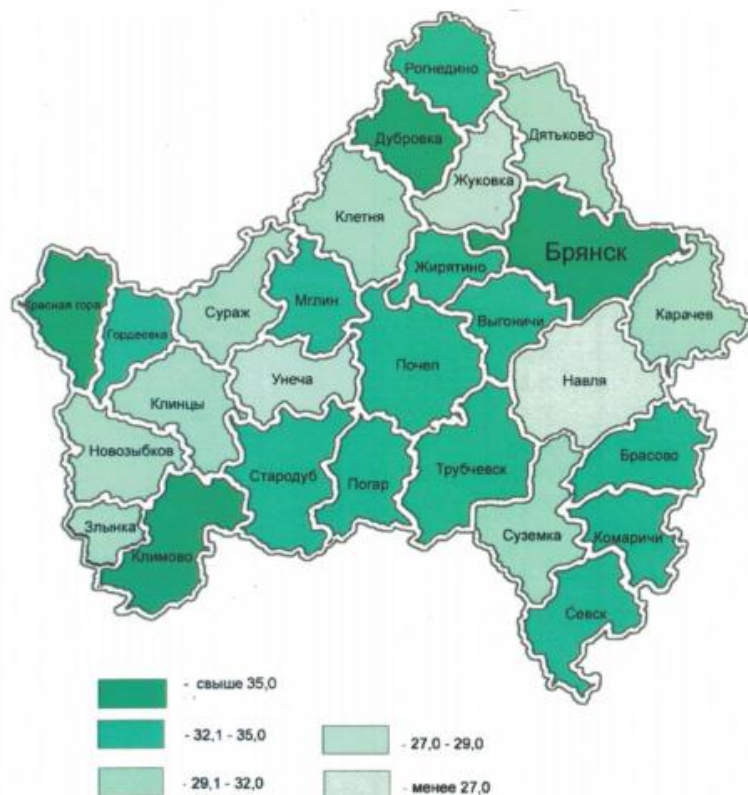 Рогнедино
Дубровка
Дятьково
Жуковка
Клетня
Брянск
Жирятино
Красная гора
Гордеевка
Сураж
Мглин
Выгоничи
Карачев
Почеп
Унеча
Навля
Клинцы
Новозыбков
Стародуб
Погар
Трубчевск
Брасово
Злынка
Климово
Суземка
Комаричи
Севск
- свыше 35,0
- 32,1 - 35,0
- 27,0 - 29,0
- 29,1 - 32,0
- менее 27,0